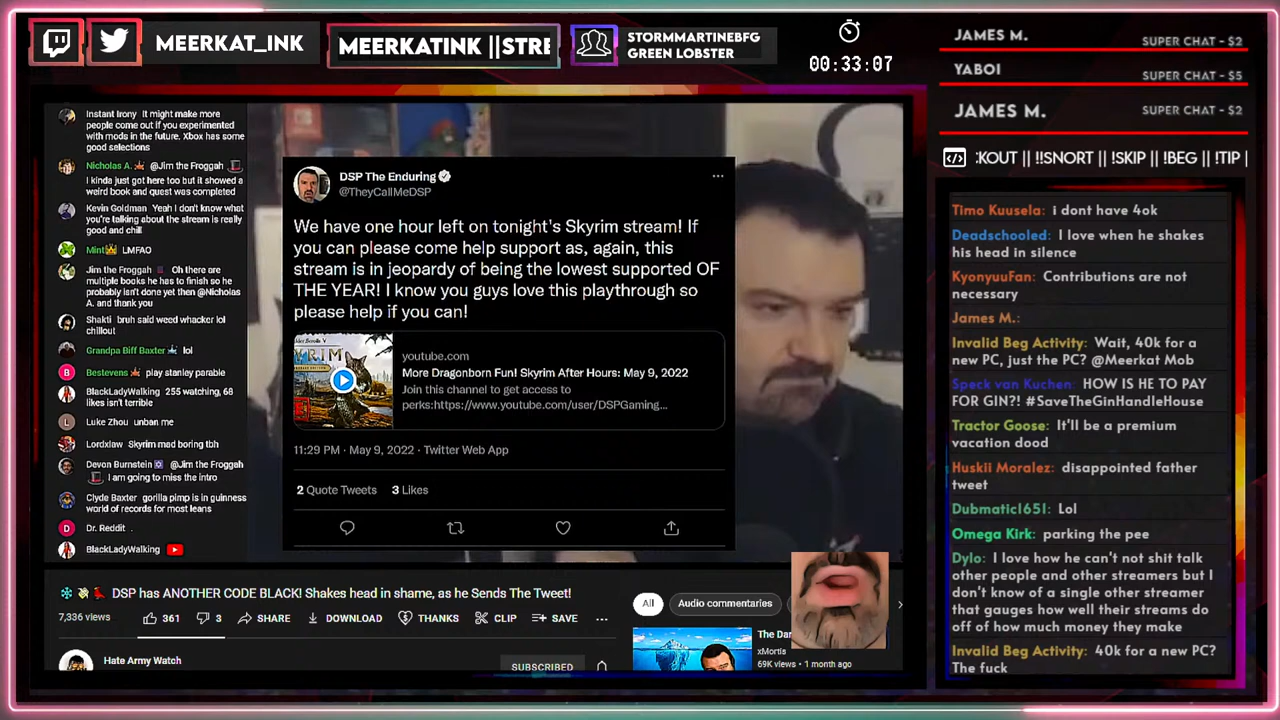 MEERKAT_INK
MEERKATINK ||STRE
STORMMARTINEBFG
GREEN LOBSTER
00:33:07
JAMES M.
SUPER CHAT - $2
YABOI
SUPER CHAT - $5
JAMES M.
SUPER CHAT - $2
KOUT || !!SNORT || !SKIP || !BEG || !TIP |
Instant Irony It might make more
people come out if you experimented
with mods in the future. Xbox has some
good selections
Nicholas A. @Jim the Froggah
I kinda just got here too but it showed a
weird book and quest was completed
Kevin Goldman Yeah I don't know what
you're talking about the stream is really
good and chill
Mint LMFAO
Jim the Froggah Oh there are
multiple books he has to finish so he
probably isn't done yet then @Nicholas
A. and thank you
Shakti bruh said weed whacker lol
chillout
Grandpa Biff Baxter lol
Bestevens play stanley parable
BlackLadyWalking 255 watching, 68
likes isn't terrible
Luke Zhou unban me
Lordxlaw Skyrim mad boring tbh
Devon Burnstein @Jim the Froggah
I am going to miss the intro
Clyde Baxter gorilla pimp is in guinness
world of records for most leans
Dr. Reddit .
BlackLadyWalking
DSP The Enduring
@TheyCallMeDSP
We have one hour left on tonight's Skyrim stream! If
you can please come help support as, again, this
stream is in jeopardy of being the lowest supported OF
THE YEAR! I know you guys love this playthrough so
please help if you can!
youtube.com
More Dragonborn Fun! Skyrim After Hours: May 9, 2022
Join this channel to get access to
perks:https://www.youtube.com/user/DSPGaming...
11:29 PM · May 9, 2022 · Twitter Web App
2 Quote Tweets 3 Likes
DSP has ANOTHER CODE BLACK! Shakes head in shame, as he Sends The Tweet!
7,336 views
361
3
SHARE
DOWNLOAD
THANKS
CLIP
SAVE
Hate Army Watch
SUBSCRIBED
All
Audio commentaries
The Dar
xMortis
69K views • 1 month ago
Timo Kuusela: i dont have 4ok
Deadschooled: I love when he shakes
his head in silence
KyonyuuFan: Contributions are not
necessary
James M.:
Invalid Beg Activity: Wait, 40k for a
new PC, just the PC? @Meerkat Mob
Speck van Kuchen: HOW IS HE TO PAY
FOR GIN?! #SaveTheGinHandleHouse
Tractor Goose: It'll be a premium
vacation dood
Huskii Moralez: disappointed father
tweet
Dubmatic1651: Lol
Omega Kirk: parking the pee
Dylo: I love how he can't not shit talk
other people and other streamers but I
don't know of a single other streamer
that gauges how well their streams do
off of how much money they make
Invalid Beg Activity: 40k for a new PC?
The fuck